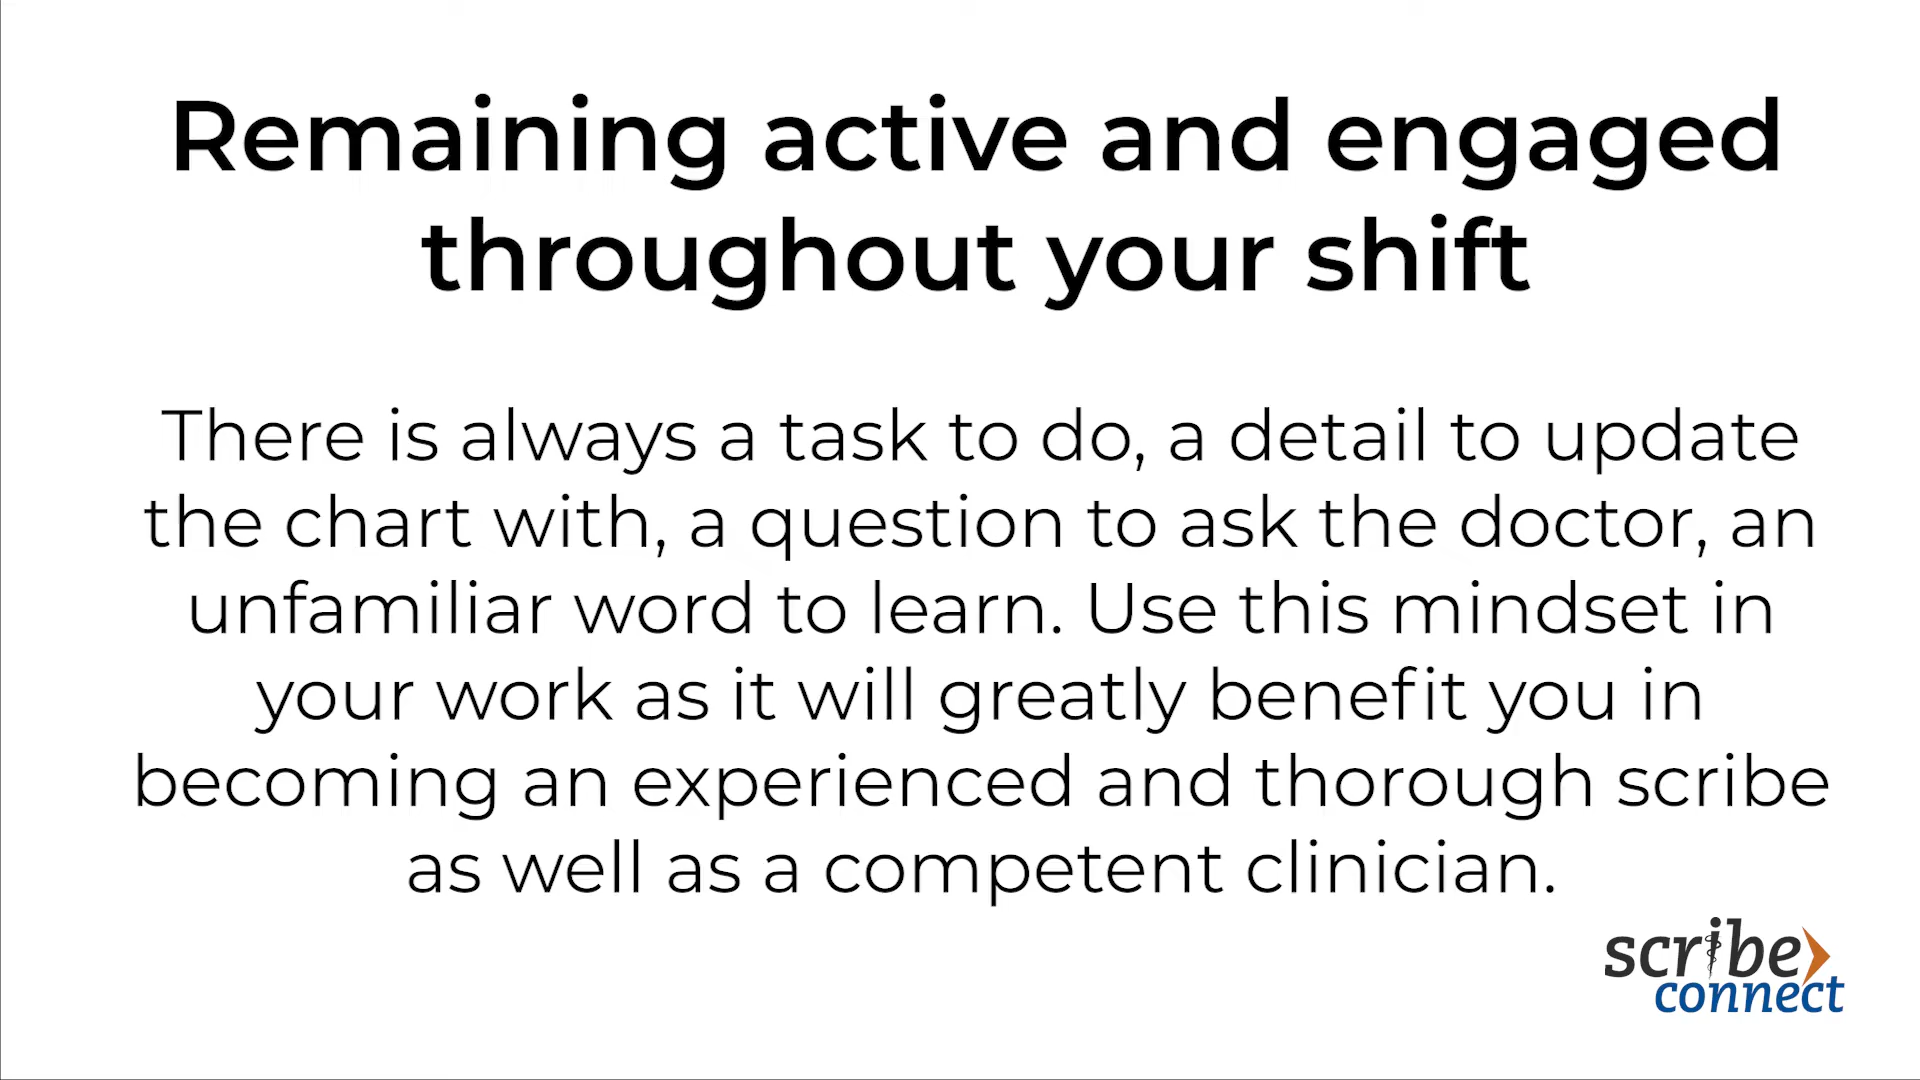 Remaining active and engaged
throughout your shift
There is always a task to do, a detail to update
the chart with, a question to ask the doctor, an
unfamiliar word to learn. Use this mindset in
your work as it will greatly benefit you in
becoming an experienced and thorough scribe
as well as a competent clinician.
scribe
connect